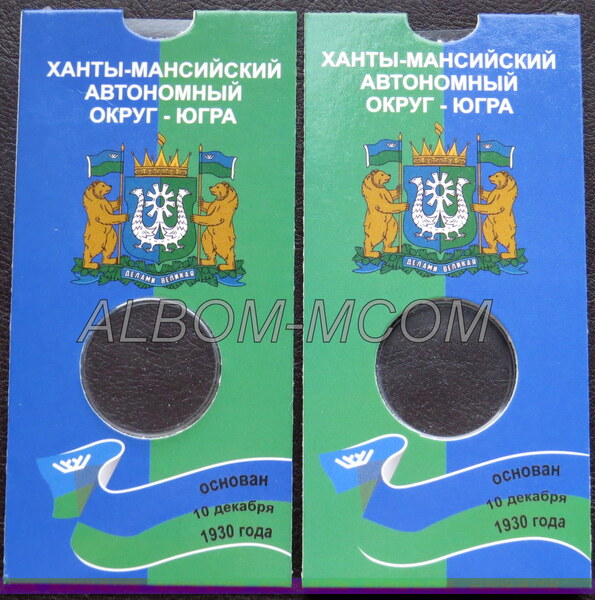 ХАНТЫ-МАНСИЙСКИЙ
АВТОНОМНЫЙ
ОКРУГ - ЮГРА
ДЕЛАМИ ВЕЛИКАЯ
основан
10 декабря
1930 года
ХАНТЫ-МАНСИЙСКИЙ
АВТОНОМНЫЙ
ОКРУГ - ЮГРА
ДЕЛАМИ ВЕЛИКАЯ
основан
10 декабря
1930 года
ALBOM-MCOM